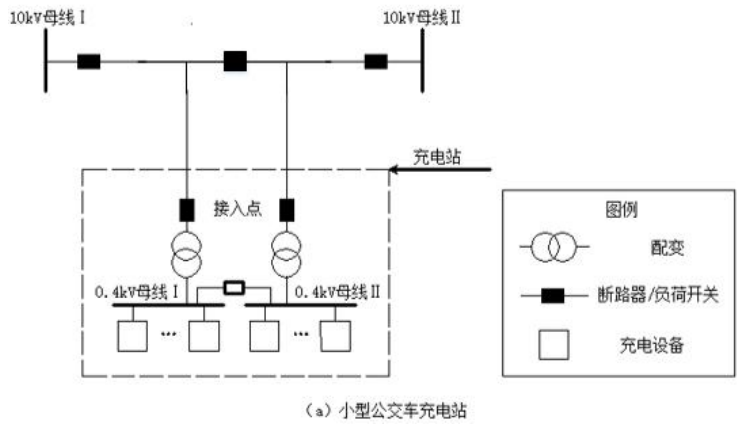 10kV母线Ⅰ
10kV母线Ⅱ
充电站
接入点
0.4kV母线Ⅰ
0.4kV母线Ⅱ
...
...
图例
配变
断路器/负荷开关
充电设备
（a）小型公交车充电站